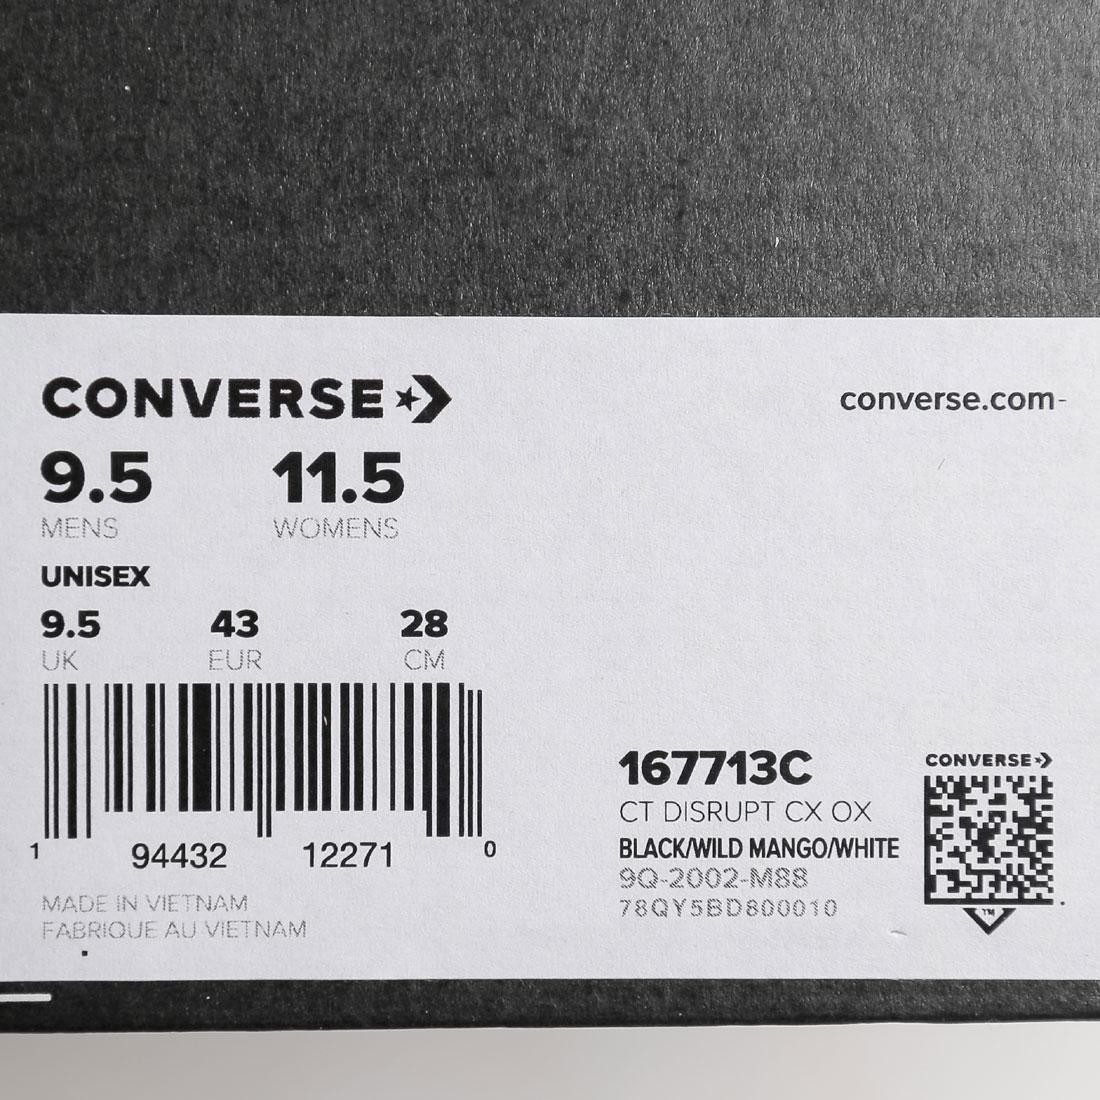 CONVERSE
converse.com-
9.5 11.5
MENS WOMENS
UNISEX
9.5 43 28
UK EUR CM
1 94432 12271 0
MADE IN VIETNAM
FABRIQUE AU VIETNAM
167713C
CT DISRUPT CX OX
BLACK/WILD MANGO/WHITE
9Q-2002-M88
78QY5BD800010
CONVERSE
TM